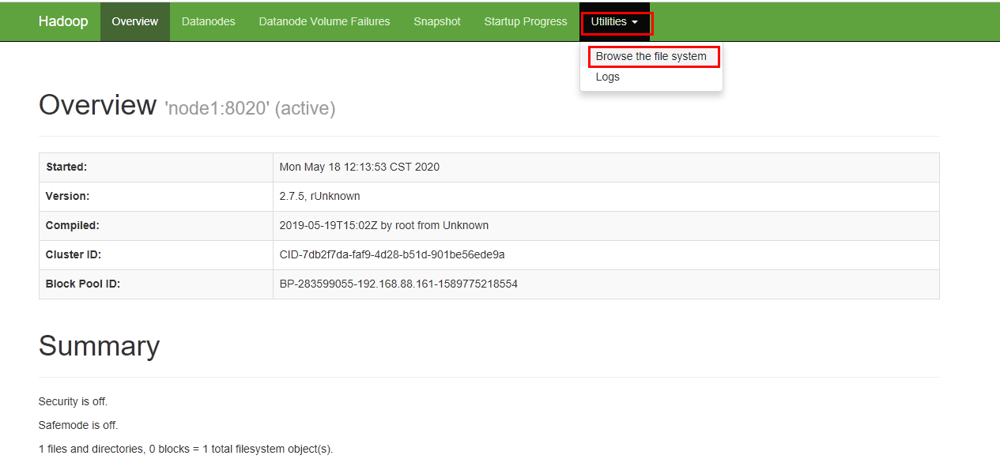 Hadoop Overview Datanodes Datanode Volume Failures Snapshot Startup Progress Utilities
Browse the file system
Logs
Overview 'node1:8020' (active)
Started: Mon May 18 12:13:53 CST 2020
Version: 2.7.5, rUnknown
Compiled: 2019-05-19T15:02Z by root from Unknown
Cluster ID: CID-7db2f7da-faf9-4d28-b51d-901be56ede9a
Block Pool ID: BP-283599055-192.168.88.161-1589775218554
Summary
Security is off.
Safemode is off.
1 files and directories, 0 blocks = 1 total filesystem object(s).